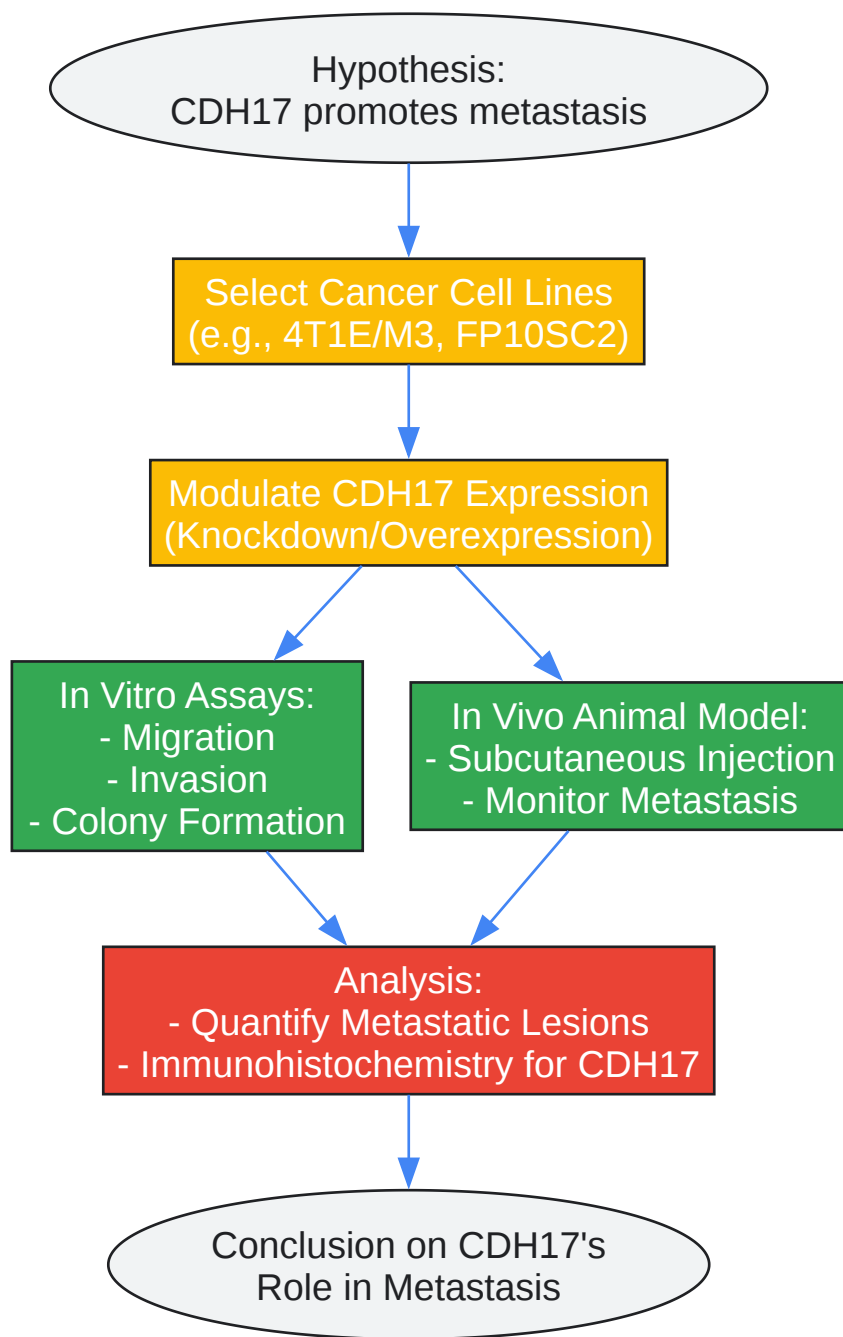 Hypothesis:
CDH17 promotes metastasis
Select Cancer Cell Lines
(e.g., 4T1E/M3, FP10SC2)
Modulate CDH17 Expression
(Knockdown/Overexpression)
In Vitro Assays:
- Migration
- Invasion
- Colony Formation
In Vivo Animal Model:
- Subcutaneous Injection
- Monitor Metastasis
Analysis:
- Quantify Metastatic Lesions
- Immunohistochemistry for CDH17
Conclusion on CDH17's
Role in Metastasis